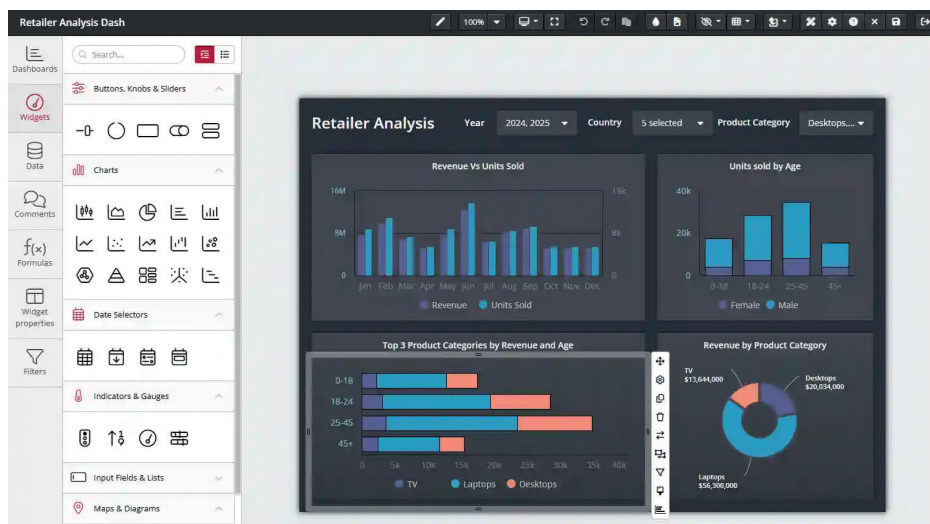 Retailer Analysis Dash
100%
Dashboards
Search...
Buttons, Knobs & Sliders
Widgets
Data
Charts
Comments
f(x)
Formulas
Widget
properties
Date Selectors
Filters
Indicators & Gauges
Input Fields & Lists
Maps & Diagrams
Retailer Analysis Year 2024, 2025 Country 5 selected Product Category Desktops,...
Revenue Vs Units Sold
16M
8M 8k
0 0
Jan Feb Mar Apr May Jun Jul Aug Sep Oct Nov Dec
Revenue Units Sold
Units sold by Age
40k
20k
0
0-18 18-24 25-45 45+
Female Male
Top 3 Product Categories by Revenue and Age
0-18
18-24
25-45
45+
0 5k 10k 15k 20k 25k 30k 35k 40k
TV Laptops Desktops
Revenue by Product Category
TV
$13,644,000
Desktops
$20,034,000
Laptops
$56,300,000